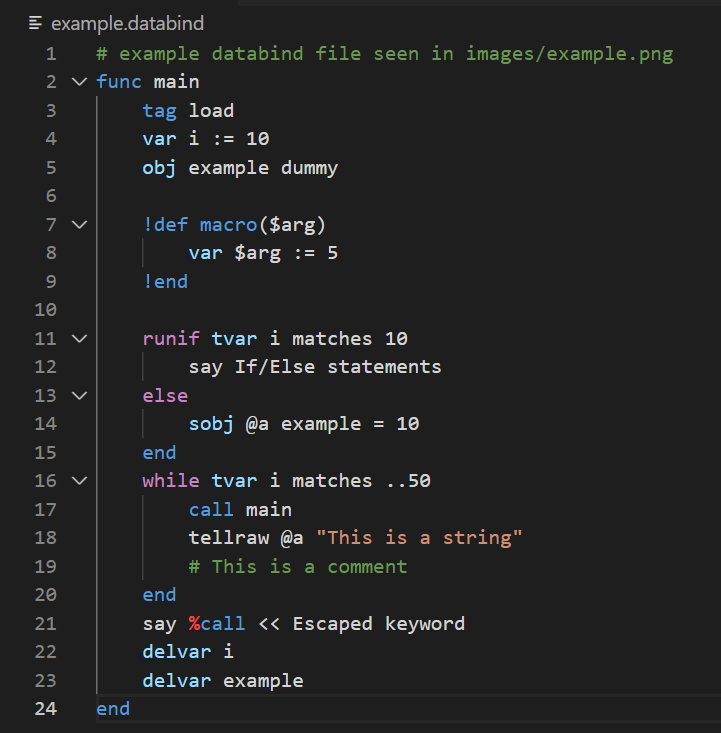 example.databind
1 # example databind file seen in images/example.png
2 func main
3 tag load
4 var i := 10
5 obj example dummy
6
7 !def macro($arg)
8 var $arg := 5
9 !end
10
11 runif tvar i matches 10
12 say If/Else statements
13 else
14 sobj @a example = 10
15 end
16 while tvar i matches ..50
17 call main
18 tellraw @a "This is a string"
19 # This is a comment
20 end
21 say %call << Escaped keyword
22 delvar i
23 delvar example
24 end